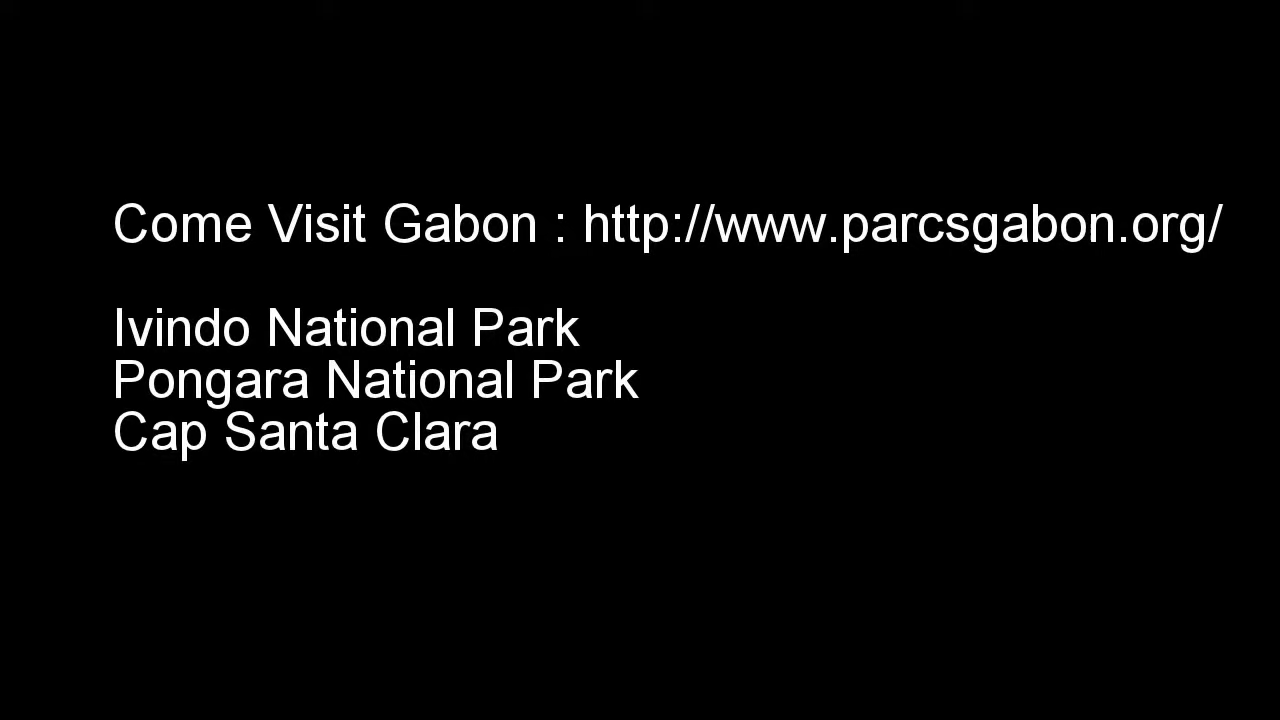 Come Visit Gabon : http://www.parcsgabon.org/
Ivindo National Park
Pongara National Park
Cap Santa Clara